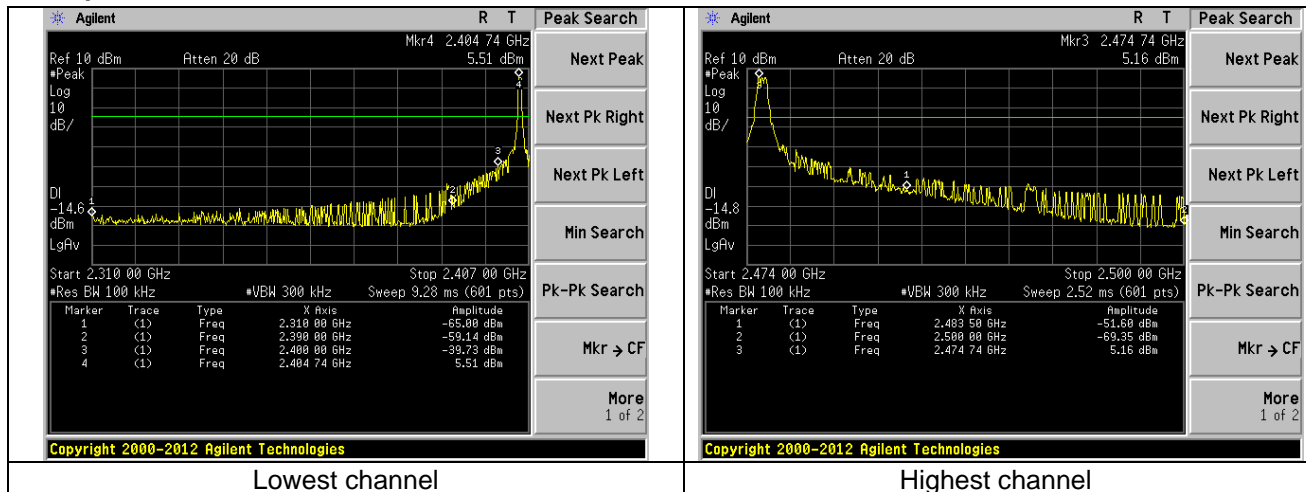 Agilent R T Peak Search
Mkr4 2.404 74 GHz
Ref 10 dBm Atten 20 dB 5.51 dBm
#Peak
Log
10
dB/
DI
-14.6
dBm
LgAv
1
2
3
4
Start 2.310 00 GHz Stop 2.407 00 GHz
#Res BW 100 kHz #VBW 300 kHz Sweep 9.28 ms (601 pts)
Marker Trace Type X Axis Amplitude
1 (1) Freq 2.310 00 GHz -65.00 dBm
2 (1) Freq 2.390 00 GHz -59.14 dBm
3 (1) Freq 2.400 00 GHz -39.73 dBm
4 (1) Freq 2.404 74 GHz 5.51 dBm
Next Peak
Next Pk Right
Next Pk Left
Min Search
Pk-Pk Search
Mkr → CF
More
1 of 2
Copyright 2000-2012 Agilent Technologies
Lowest channel
Agilent R T Peak Search
Mkr3 2.474 74 GHz
Ref 10 dBm Atten 20 dB 5.16 dBm
#Peak
Log
10
dB/
DI
-14.8
dBm
LgAv
3
1
2
Start 2.474 00 GHz Stop 2.500 00 GHz
#Res BW 100 kHz #VBW 300 kHz Sweep 2.52 ms (601 pts)
Marker Trace Type X Axis Amplitude
1 (1) Freq 2.483 50 GHz -51.60 dBm
2 (1) Freq 2.500 00 GHz -69.35 dBm
3 (1) Freq 2.474 74 GHz 5.16 dBm
Next Peak
Next Pk Right
Next Pk Left
Min Search
Pk-Pk Search
Mkr → CF
More
1 of 2
Copyright 2000-2012 Agilent Technologies
Highest channel